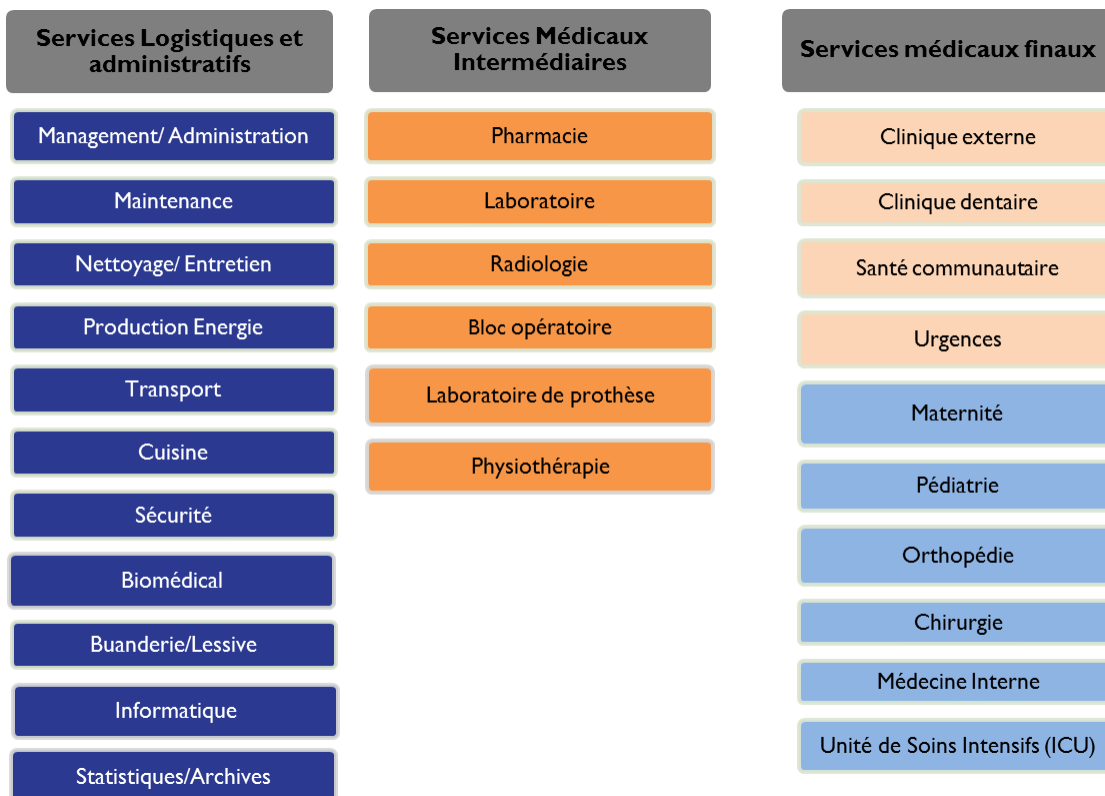 Services Logistiques et
administratifs
Management/ Administration
Maintenance
Nettoyage/ Entretien
Production Energie
Transport
Cuisine
Sécurité
Biomédical
Buanderie/Lessive
Informatique
Statistiques/Archives
Services Médicaux
Intermédiaires
Pharmacie
Laboratoire
Radiologie
Bloc opératoire
Laboratoire de prothèse
Physiothérapie
Services médicaux finaux
Clinique externe
Clinique dentaire
Santé communautaire
Urgences
Maternité
Pédiatrie
Orthopédie
Chirurgie
Médecine Interne
Unité de Soins Intensifs (ICU)